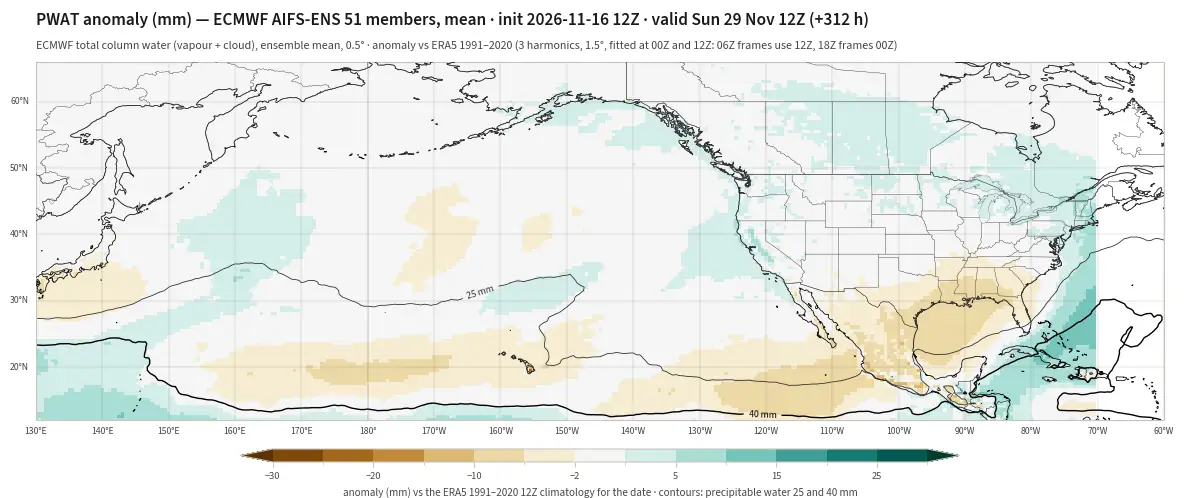 PWAT anomaly (mm) — ECMWF AIFS-ENS 51 members, mean · init 2026-11-16 12Z · valid Sun 29 Nov 12Z (+312 h)
ECMWF total column water (vapour + cloud), ensemble mean, 0.5° · anomaly vs ERA5 1991–2020 (3 harmonics, 1.5°, fitted at 00Z and 12Z: 06Z frames use 12Z, 18Z frames 00Z)
60°N
50°N
40°N
30°N
20°N
25 mm
40 mm
130°E 140°E 150°E 160°E 170°E 180° 170°W 160°W 150°W 140°W 130°W 120°W 110°W 100°W 90°W 80°W 70°W 60°W
−30 −20 −10 −2 5 15 25
anomaly (mm) vs the ERA5 1991–2020 12Z climatology for the date · contours: precipitable water 25 and 40 mm